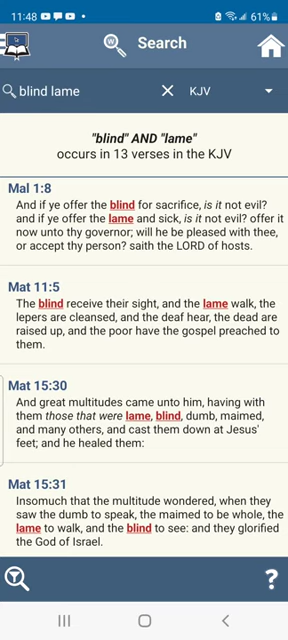 11:48 61%
W Search
blind lame KJV
"blind" AND "lame"
occurs in 13 verses in the KJV
Mal 1:8
And if ye offer the blind for sacrifice, is it not evil?
and if ye offer the lame and sick, is it not evil? offer it
now unto thy governor; will he be pleased with thee,
or accept thy person? saith the LORD of hosts.
Mat 11:5
The blind receive their sight, and the lame walk, the
lepers are cleansed, and the deaf hear, the dead are
raised up, and the poor have the gospel preached to
them.
Mat 15:30
And great multitudes came unto him, having with
them those that were lame, blind, dumb, maimed,
and many others, and cast them down at Jesus'
feet; and he healed them:
Mat 15:31
Insomuch that the multitude wondered, when they
saw the dumb to speak, the maimed to be whole, the
lame to walk, and the blind to see: and they glorified
the God of Israel.
?